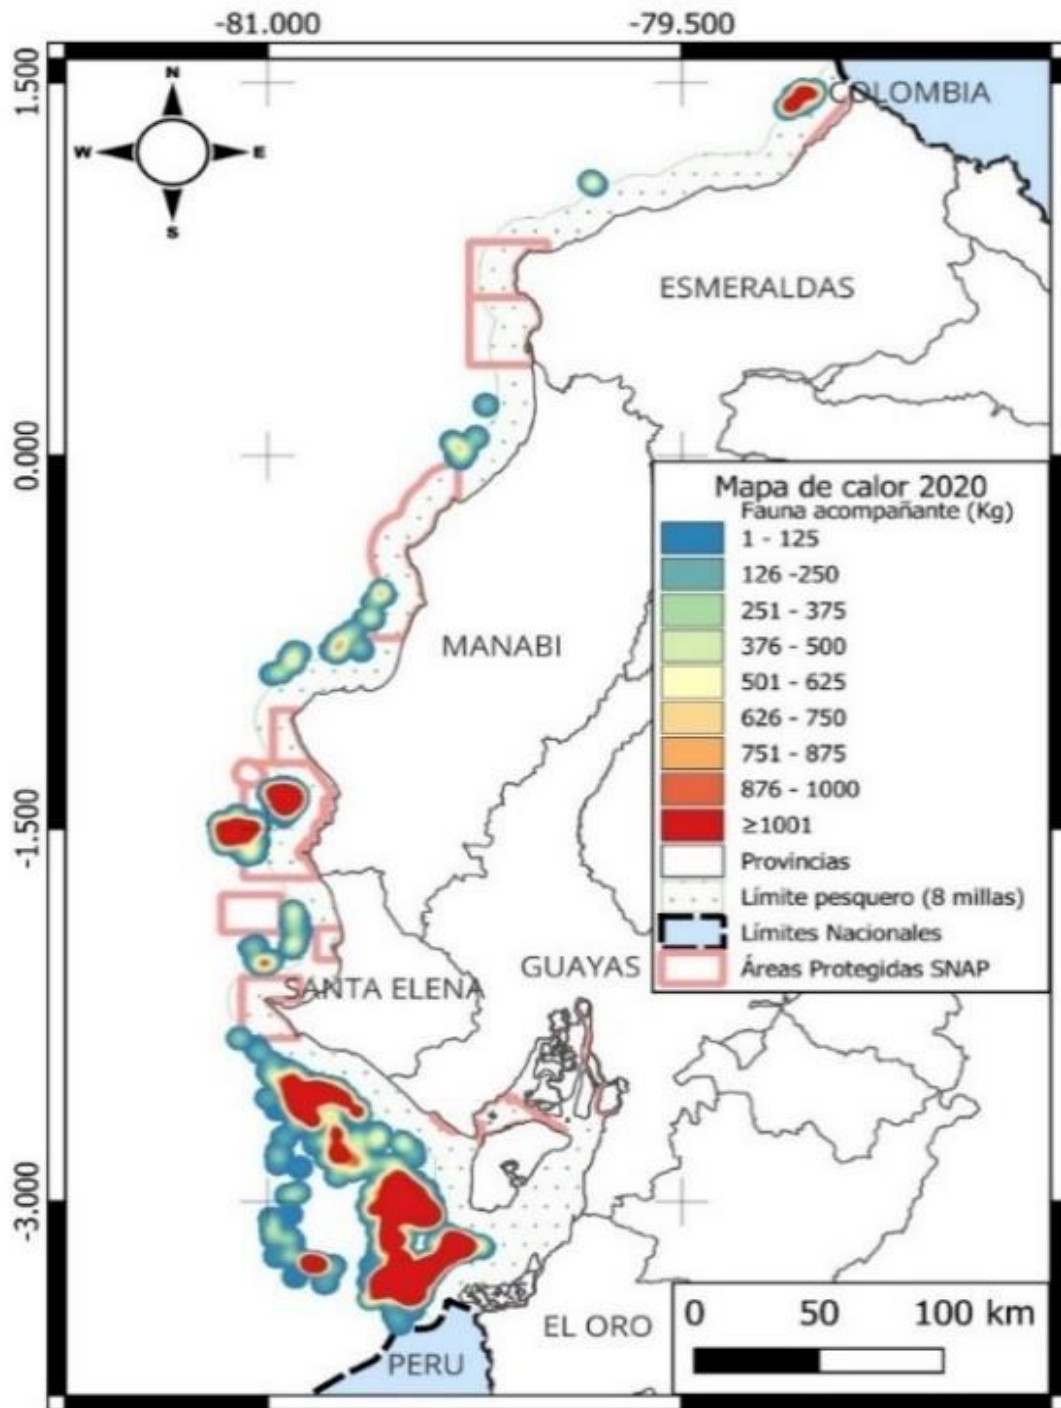 -81.000 -79.500
1.500
N
W E
S
COLOMBIA
ESMERALDAS
0.000
Mapa de calor 2020
Fauna acompañante (Kg)
1 - 125
126 -250
251 - 375
376 - 500
501 - 625
626 - 750
751 - 875
876 - 1000
≥1001
Provincias
Límite pesquero (8 millas)
Límites Nacionales
Áreas Protegidas SNAP
MANABI
-1.500
GUAYAS
SANTA ELENA
-3.000
0 50 100 km
EL ORO
PERU